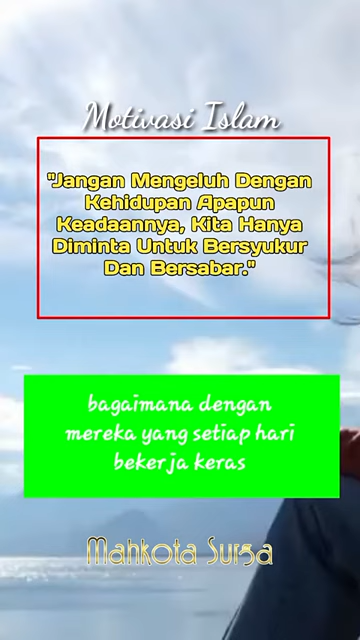 Motivasi Islam
"Jangan Mengeluh Dengan
Kehidupan Apapun
Keadaannya, Kita Hanya
Diminta Untuk Bersyukur
Dan Bersabar."
bagaimana dengan
mereka yang setiap hari
bekerja keras
Mahkota Surga